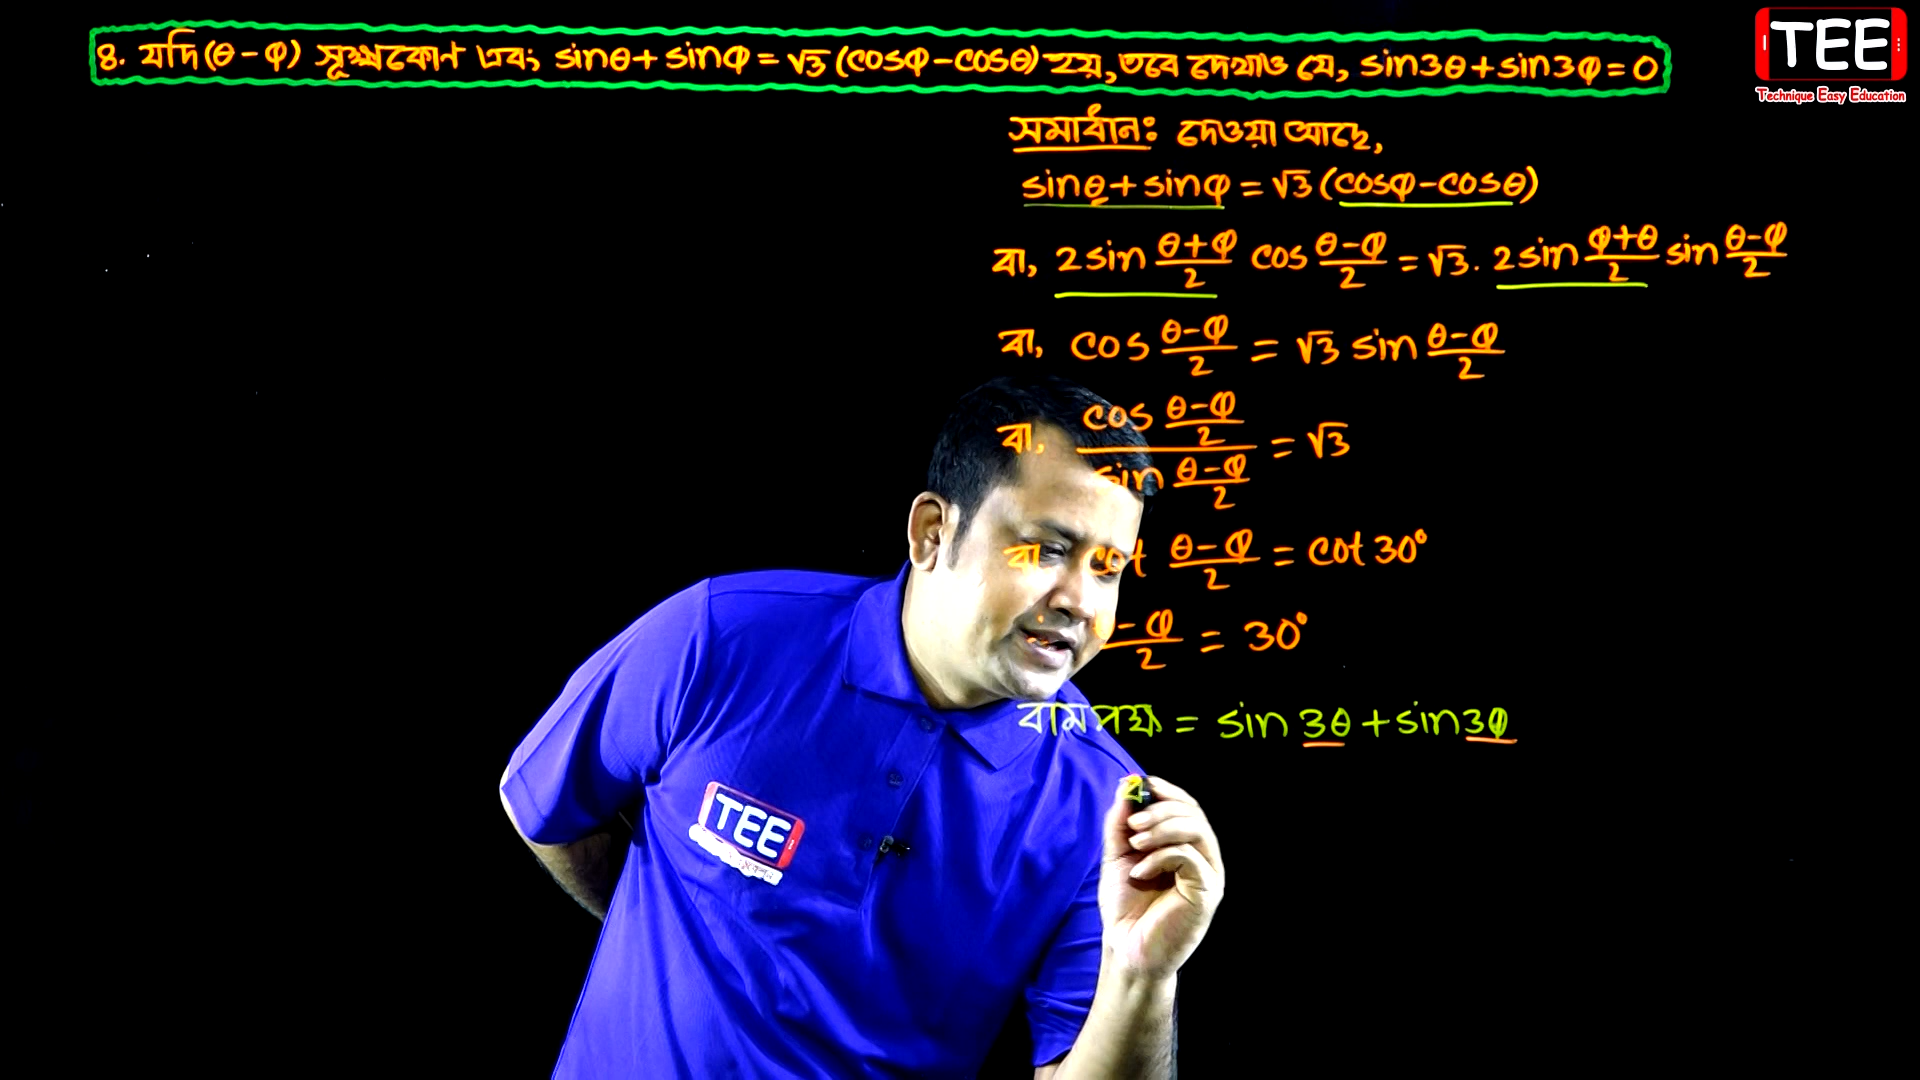 ৪. যদি (θ-φ) সূক্ষ্মকোণ এবং sinθ+sinφ=√3(cosφ-cosθ) হয়, তবে দেখাও যে, sin3θ+sin3φ=0
TEE
Technique Easy Education
সমাধান: দেওয়া আছে,
sinθ+sinφ=√3(cosφ-cosθ)
বা, 2sin (θ+φ)/2 cos (θ-φ)/2 = √3. 2sin (φ+θ)/2 sin (θ-φ)/2
বা, cos (θ-φ)/2 = √3 sin (θ-φ)/2
বা, (cos (θ-φ)/2)/(sin (θ-φ)/2) = √3
বা cot (θ-φ)/2 = cot 30°
-φ/2 = 30°
বামপক্ষ = sin 3θ + sin3φ
TEE